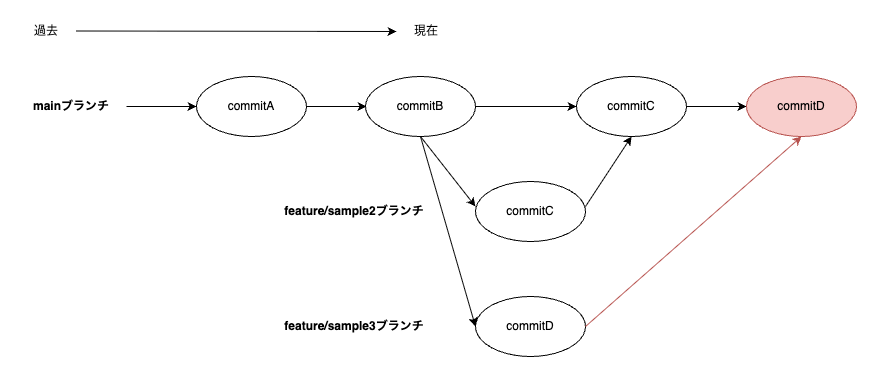 過去
現在
mainブランチ
commitA
commitB
commitC
commitD
feature/sample2ブランチ
commitC
feature/sample3ブランチ
commitD